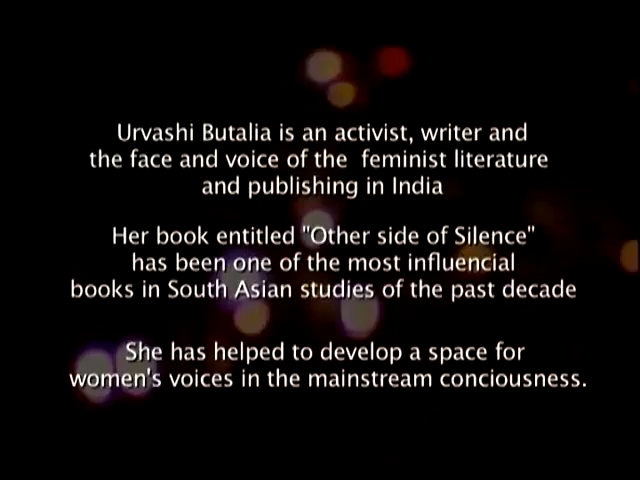 Urvashi Butalia is an activist, writer and
the face and voice of the  feminist literature
and publishing in India
Her book entitled "Other side of Silence"
has been one of the most influencial
books in South Asian studies of the past decade
She has helped to develop a space for
women's voices in the mainstream conciousness.